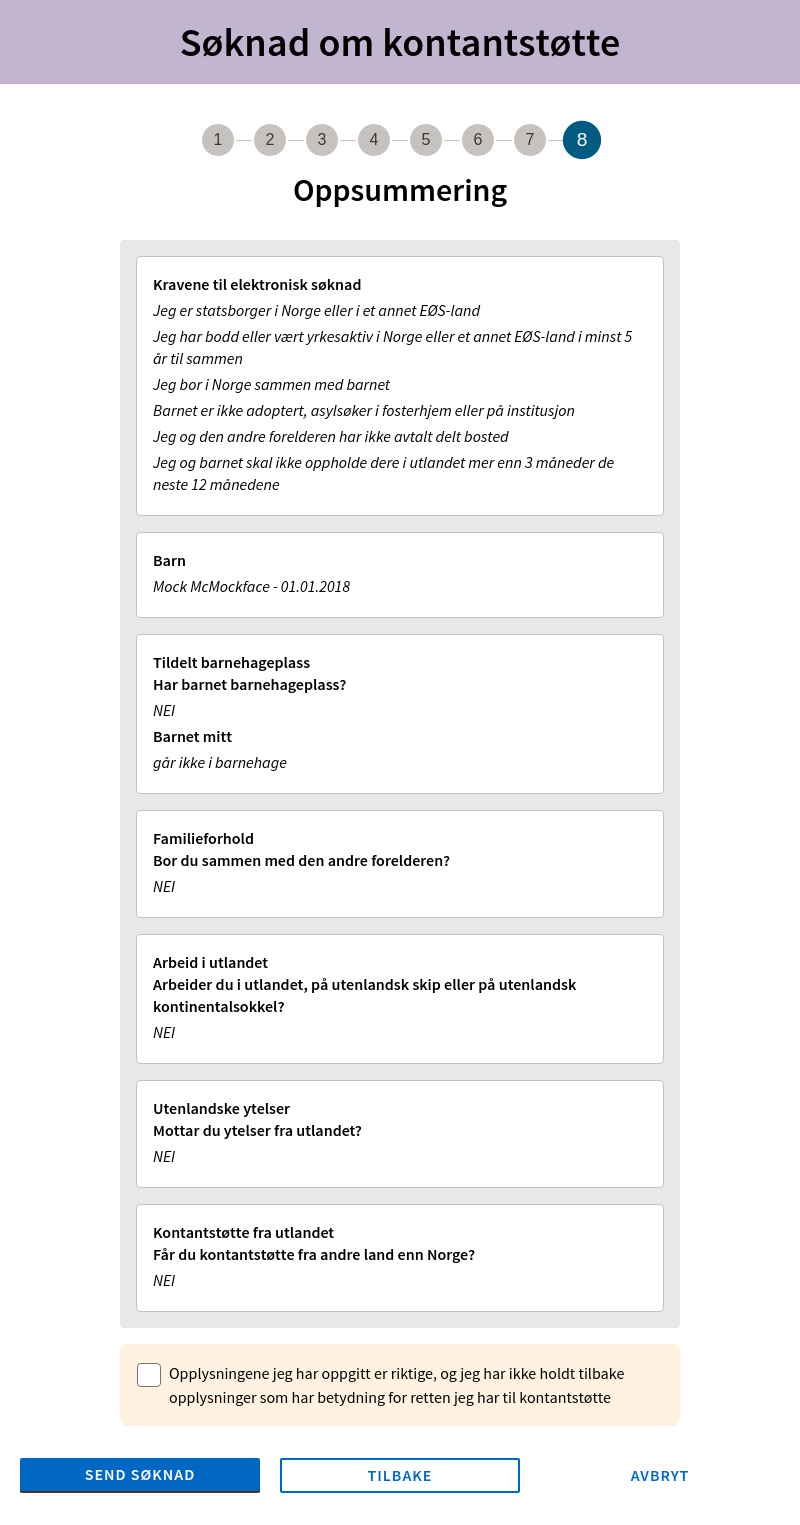 Søknad om kontantstøtte
1 2 3 4 5 6 7 8
Oppsummering
Kravene til elektronisk søknad
Jeg er statsborger i Norge eller i et annet EØS-land
Jeg har bodd eller vært yrkesaktiv i Norge eller et annet EØS-land i minst 5
år til sammen
Jeg bor i Norge sammen med barnet
Barnet er ikke adoptert, asylsøker i fosterhjem eller på institusjon
Jeg og den andre forelderen har ikke avtalt delt bosted
Jeg og barnet skal ikke oppholde dere i utlandet mer enn 3 måneder de
neste 12 månedene
Barn
Mock McMockface - 01.01.2018
Tildelt barnehageplass
Har barnet barnehageplass?
NEI
Barnet mitt
går ikke i barnehage
Familieforhold
Bor du sammen med den andre forelderen?
NEI
Arbeid i utlandet
Arbeider du i utlandet, på utenlandsk skip eller på utenlandsk
kontinentalsokkel?
NEI
Utenlandske ytelser
Mottar du ytelser fra utlandet?
NEI
Kontantstøtte fra utlandet
Får du kontantstøtte fra andre land enn Norge?
NEI
Opplysningene jeg har oppgitt er riktige, og jeg har ikke holdt tilbake
opplysninger som har betydning for retten jeg har til kontantstøtte
SEND SØKNAD TILBAKE AVBRYT